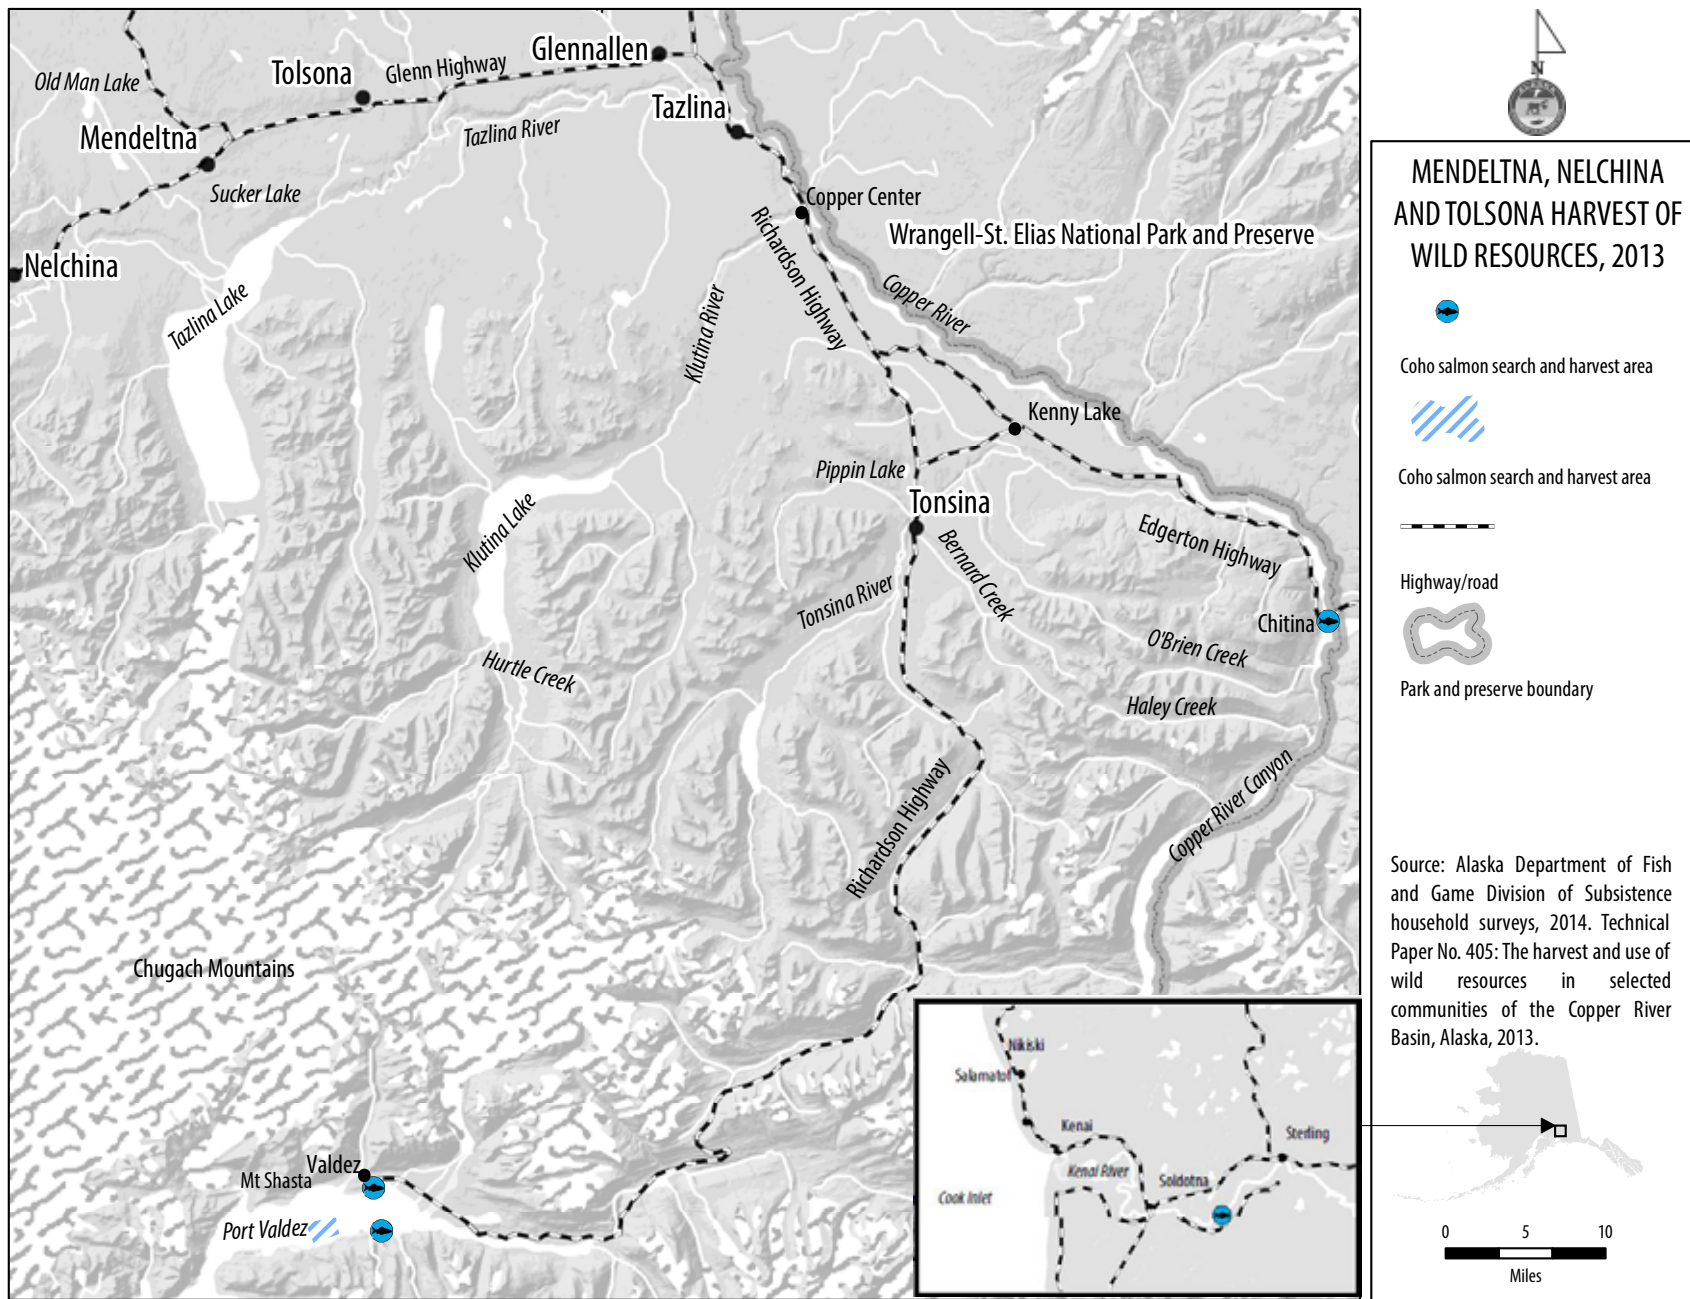 Old Man Lake
Tolsona
Glenn Highway
Glennallen
Tazlina
Tazlina River
Mendeltna
Sucker Lake
Copper Center
Nelchina
Wrangell-St. Elias National Park and Preserve
Richardson Highway
Copper River
Tazlina Lake
Klutina River
Kenny Lake
Pippin Lake
Tonsina
Klutina Lake
Edgerton Highway
Bernard Creek
Tonsina River
Chitina
O'Brien Creek
Hurtle Creek
Haley Creek
Richardson Highway
Copper River Canyon
Chugach Mountains
Valdez
Mt Shasta
Port Valdez
Nikiski
Salamatof
Kenai
Sterling
Kenai River
Soldotna
Cook Inlet
N
ALASKA
MENDELTNA, NELCHINA
AND TOLSONA HARVEST OF
WILD RESOURCES, 2013
Coho salmon search and harvest area
Coho salmon search and harvest area
Highway/road
Park and preserve boundary
Source: Alaska Department of Fish
and Game Division of Subsistence
household surveys, 2014. Technical
Paper No. 405: The harvest and use of
wild resources in selected
communities of the Copper River
Basin, Alaska, 2013.
0 5 10
Miles